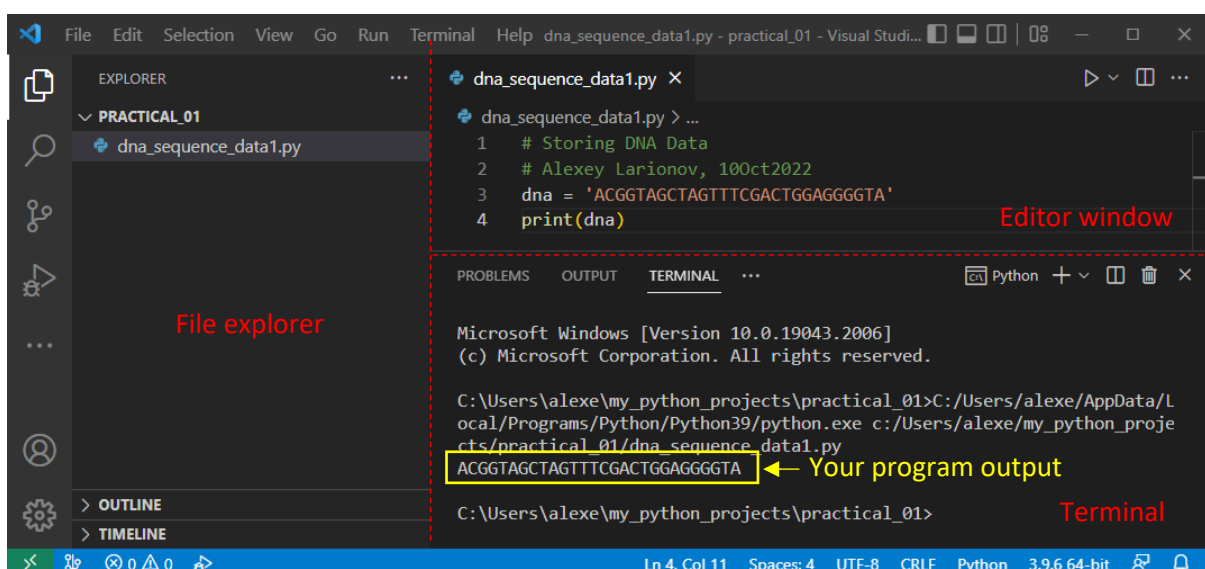 File Edit Selection View Go Run Terminal Help dna_sequence_data1.py - practical_01 - Visual Studi...
EXPLORER ...
PRACTICAL_01
dna_sequence_data1.py
File explorer
OUTLINE
TIMELINE
dna_sequence_data1.py
dna_sequence_data1.py > ...
1 # Storing DNA Data
2 # Alexey Larionov, 10Oct2022
3 dna = 'ACGGTAGCTAGTTTCGACTGGAGGGGTA'
4 print(dna)
Editor window
PROBLEMS OUTPUT TERMINAL ... Python
Microsoft Windows [Version 10.0.19043.2006]
(c) Microsoft Corporation. All rights reserved.
C:\Users\alexe\my_python_projects\practical_01>C:/Users/alexe/AppData/L
ocal/Programs/Python/Python39/python.exe c:/Users/alexe/my_python_proje
cts/practical_01/dna_sequence_data1.py
ACGGTAGCTAGTTTCGACTGGAGGGGTA Your program output
C:\Users\alexe\my_python_projects\practical_01>
Terminal
0 0 Ln 4, Col 11 Spaces: 4 UTF-8 CRLF Python 3.9.6 64-bit